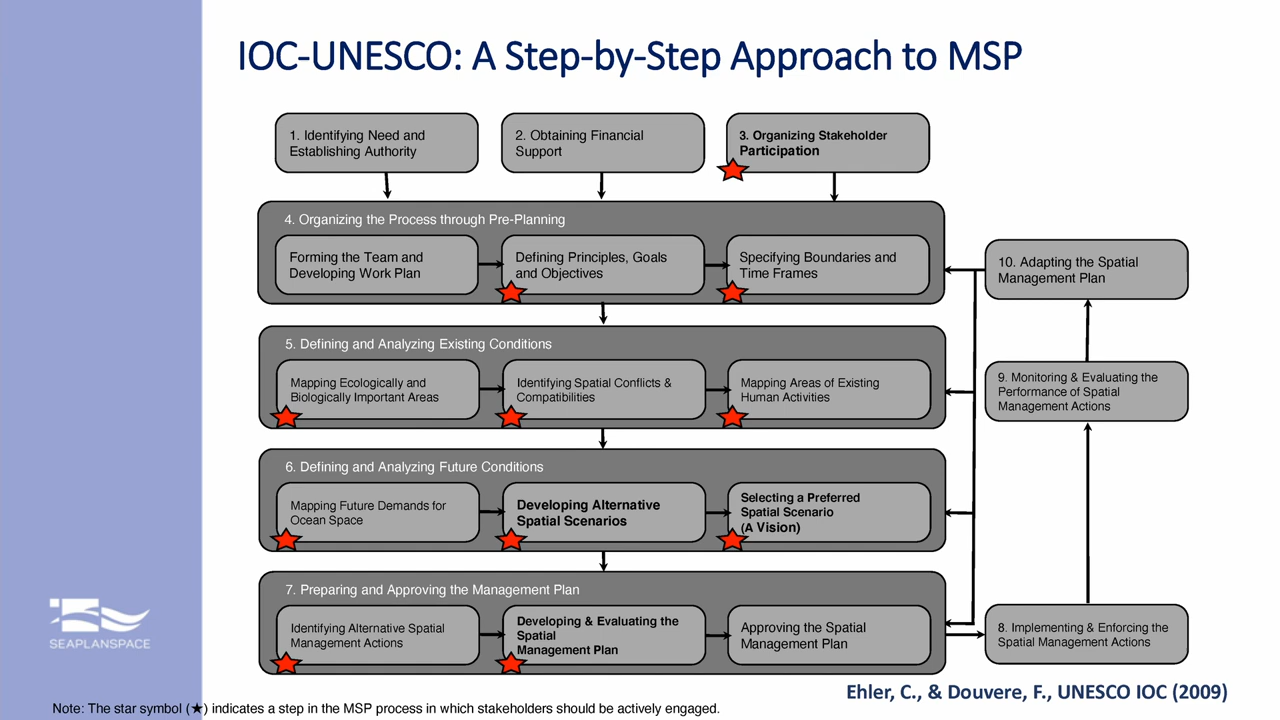 IOC-UNESCO: A Step-by-Step Approach to MSP
1. Identifying Need and
Establishing Authority
2. Obtaining Financial
Support
3. Organizing Stakeholder
Participation
4. Organizing the Process through Pre-Planning
Forming the Team and
Developing Work Plan
Defining Principles, Goals
and Objectives
Specifying Boundaries and
Time Frames
10. Adapting the Spatial
Management Plan
5. Defining and Analyzing Existing Conditions
Mapping Ecologically and
Biologically Important Areas
Identifying Spatial Conflicts &
Compatibilities
Mapping Areas of Existing
Human Activities
9. Monitoring & Evaluating the
Performance of Spatial
Management Actions
6. Defining and Analyzing Future Conditions
Mapping Future Demands for
Ocean Space
Developing Alternative
Spatial Scenarios
Selecting a Preferred
Spatial Scenario
(A Vision)
7. Preparing and Approving the Management Plan
Identifying Alternative Spatial
Management Actions
Developing & Evaluating the
Spatial
Management Plan
Approving the Spatial
Management Plan
8. Implementing & Enforcing the
Spatial Management Actions
SEAPLANSPACE
Ehler, C., & Douvere, F., UNESCO IOC (2009)
Note: The star symbol (★) indicates a step in the MSP process in which stakeholders should be actively engaged.